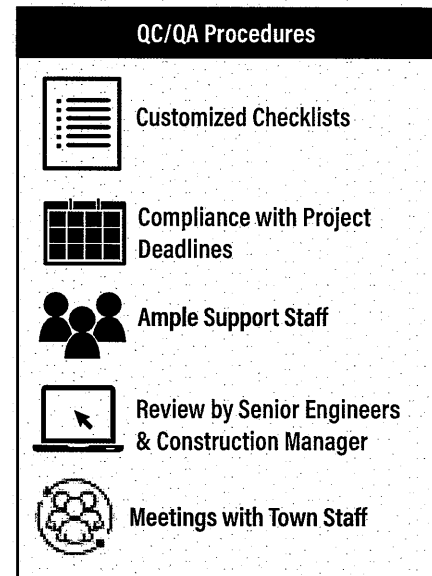 QC/QA Procedures
Customized Checklists
Compliance with Project
Deadlines
Ample Support Staff
Review by Senior Engineers
& Construction Manager
Meetings with Town Staff